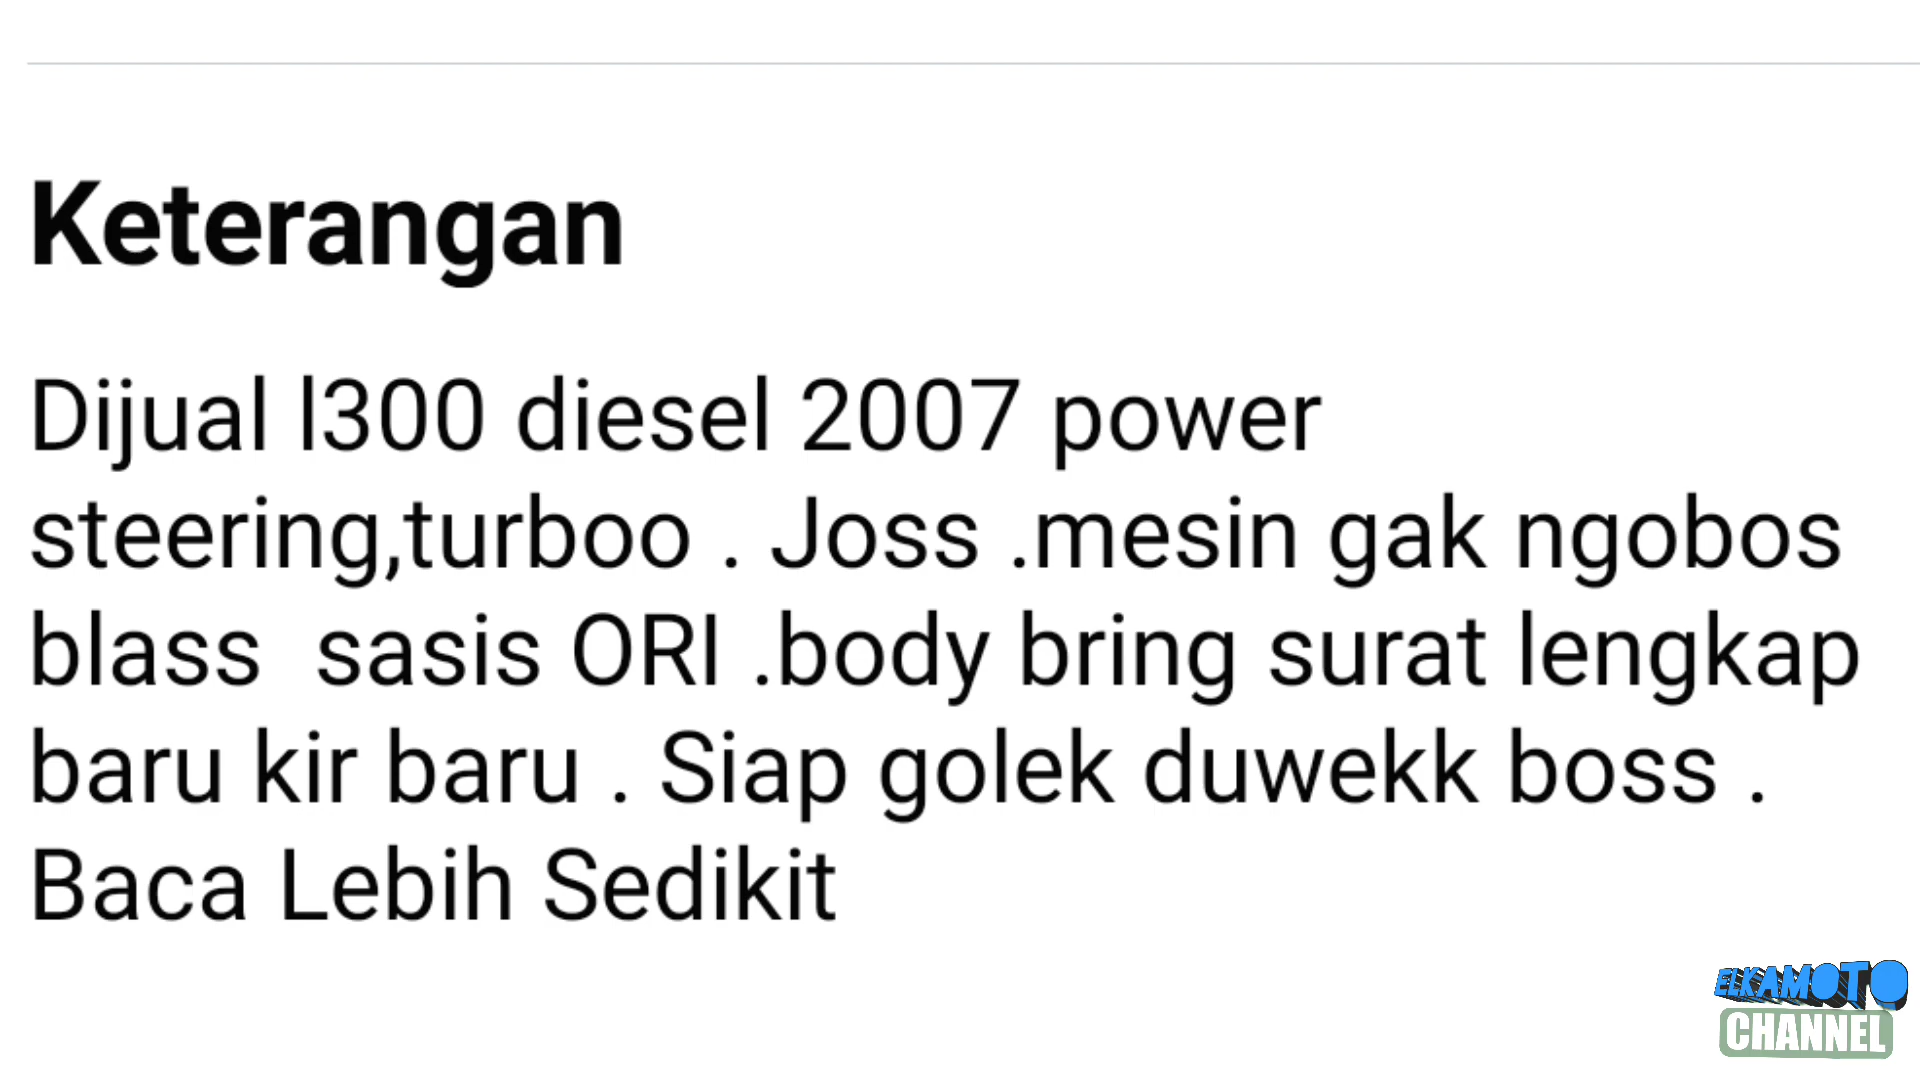 Keterangan
Dijual l300 diesel 2007 power
steering,turboo . Joss .mesin gak ngobos
blass  sasis ORI .body bring surat lengkap
baru kir baru . Siap golek duwekk boss .
Baca Lebih Sedikit
ELKAMOTO
CHANNEL